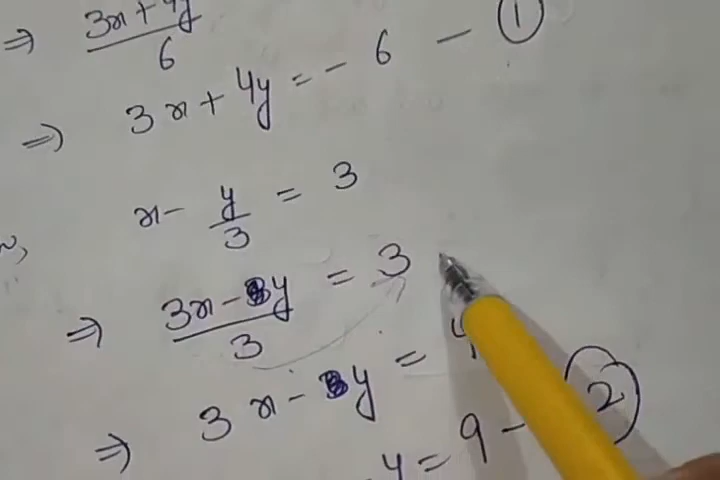 ⇒ 3x+4y/6
⇒ 3x + 4y = - 6 - ①
x - y/3 = 3
⇒ 3x - y/3 = 3
⇒ 3x - y =
y = 9 - ②